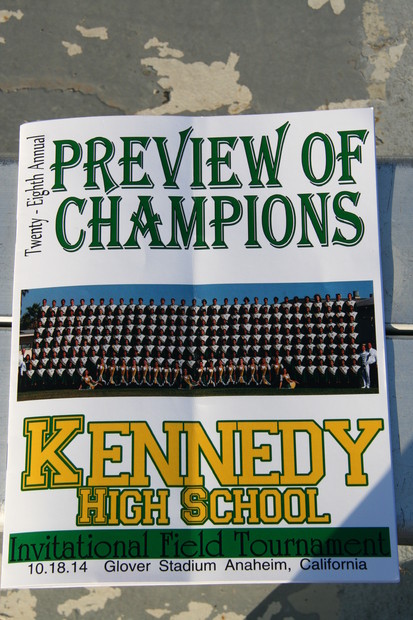 Twenty - Eighth Annual
PREVIEW OF
CHAMPIONS
KENNEDY
HIGH SCHOOL
Invitational Field Tournament
10.18.14 Glover Stadium Anaheim, California